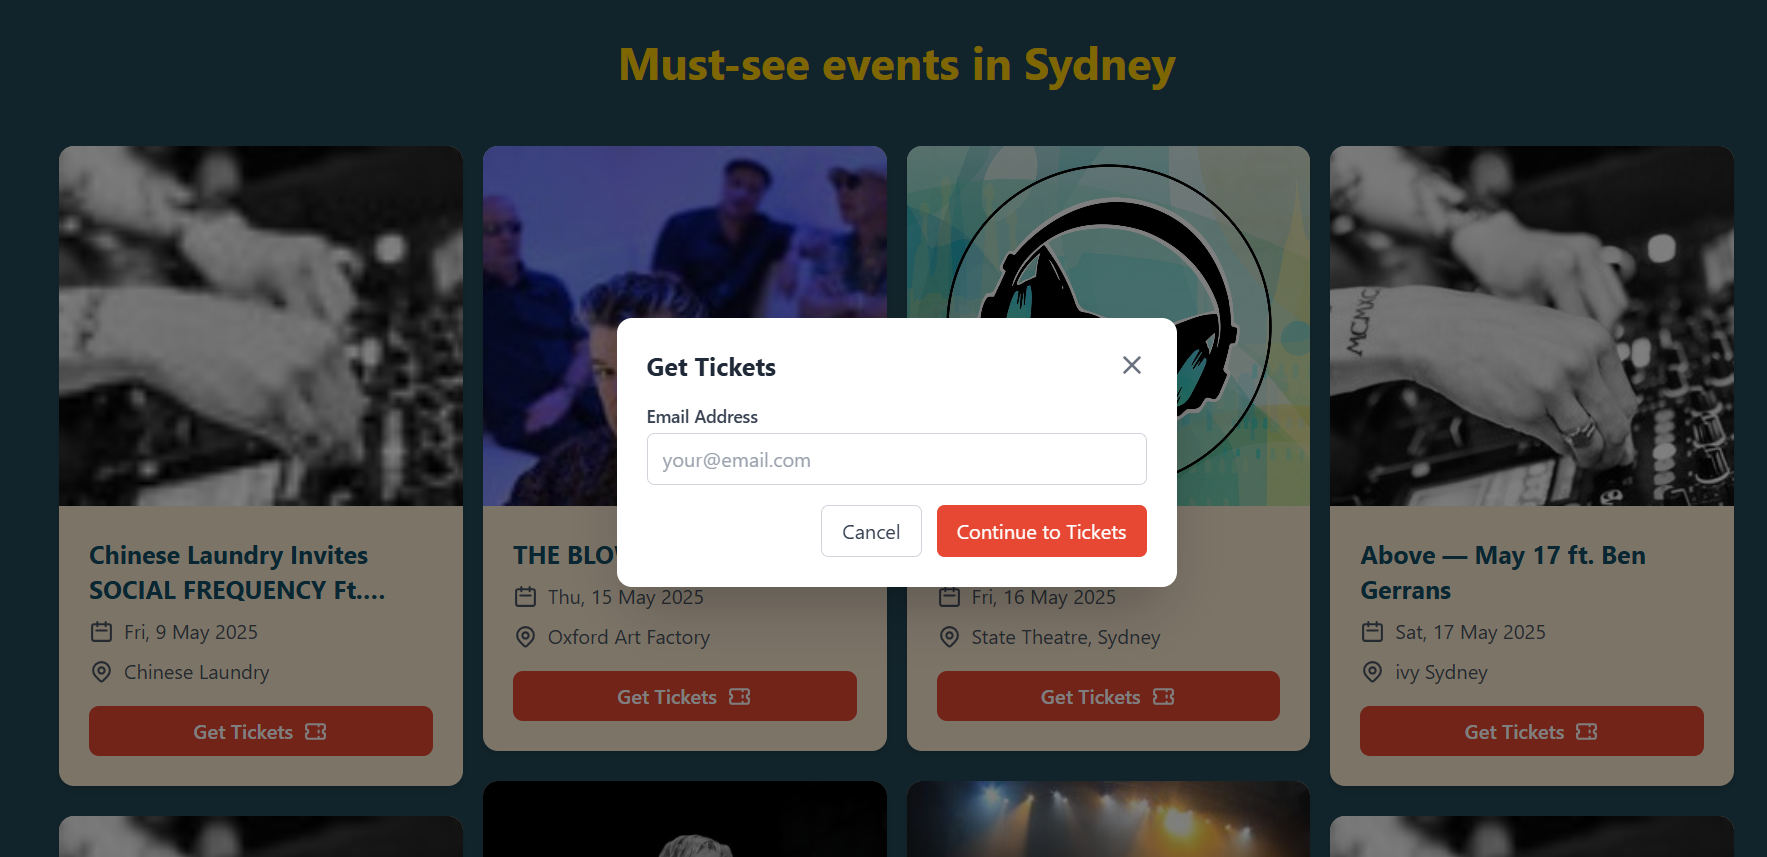 Must-see events in Sydney
Get Tickets
Email Address
your@email.com
Cancel
Continue to Tickets
Chinese Laundry Invites
SOCIAL FREQUENCY Ft....
Fri, 9 May 2025
Chinese Laundry
Get Tickets
THE BLO
Thu, 15 May 2025
Oxford Art Factory
Get Tickets
Fri, 16 May 2025
State Theatre, Sydney
Get Tickets
MCMXC
Above — May 17 ft. Ben
Gerrans
Sat, 17 May 2025
ivy Sydney
Get Tickets